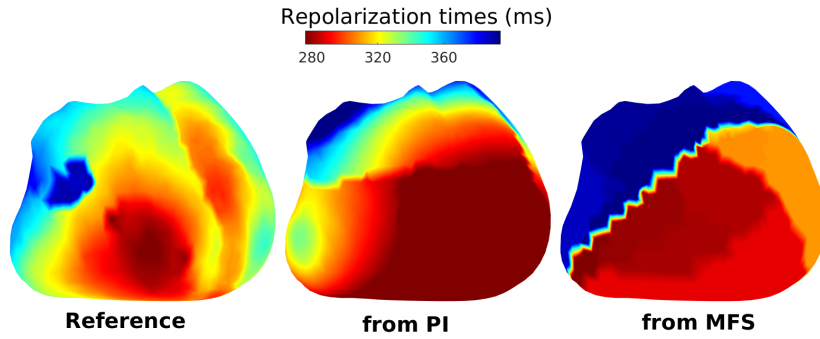 Repolarization times (ms)
280 320 360
Reference from PI from MFS